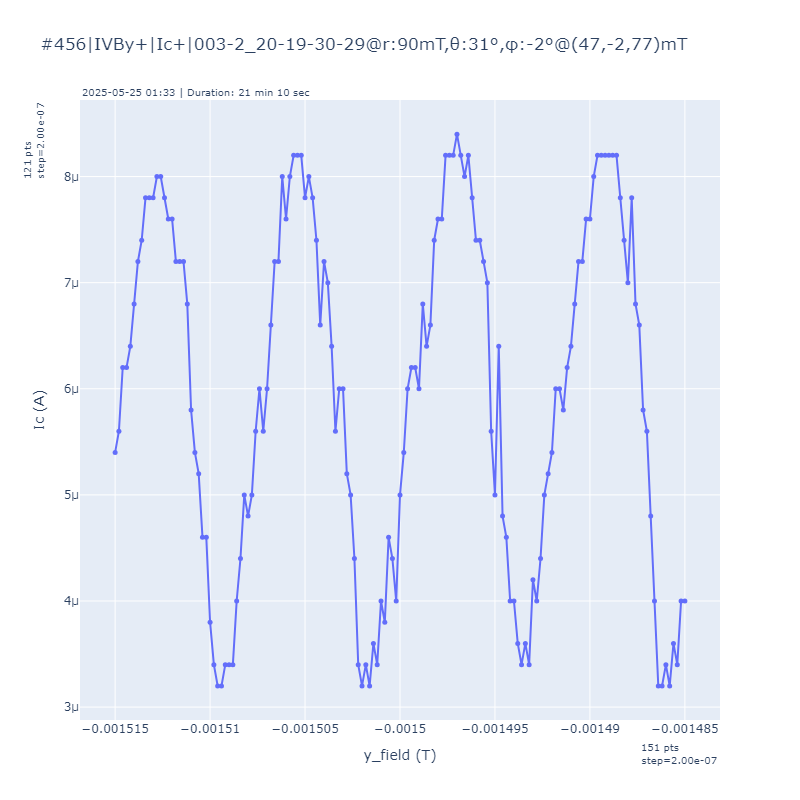 #456|IVBy+|Ic+|003-2_20-19-30-29@r:90mT,θ:31°,φ:-2°@(47,-2,77)mT
2025-05-25 01:33 | Duration: 21 min 10 sec
121 pts
step=2.00e-07
8μ
7μ
6μ
5μ
4μ
3μ
Ic (A)
−0.001515
−0.00151
−0.001505
−0.0015
−0.001495
−0.00149
−0.001485
y_field (T)
151 pts
step=2.00e-07